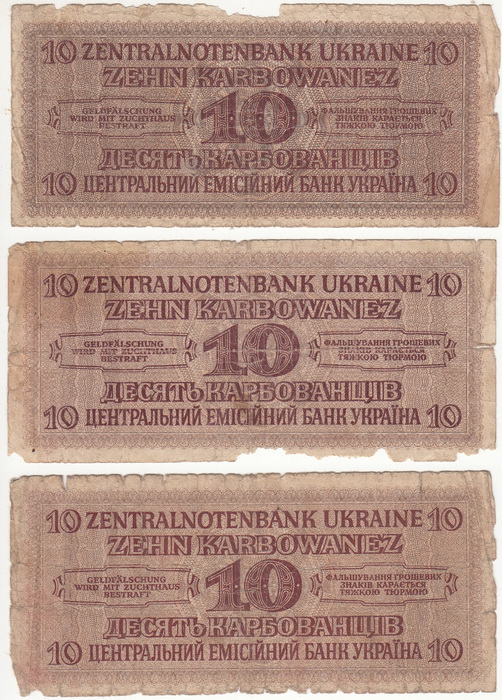 10 ZENTRALNOTENBANK UKRAINE 10
ZEHN KARBOWANEZ
GELDFÄLSCHUNG
WIRD MIT ZUCHTHAUS
BESTRAFT
10
ФАЛЬШУВАННЯ ГРОШЕВИХ
ЗНАКІВ КАРАЄТЬСЯ
ТЯЖКОЮ ТЮРМОЮ
ДЕСЯТЬ КАРБОВАНЦІВ
10 ЦЕНТРАЛЬНИЙ ЕМІСІЙНИЙ БАНК УКРАЇНА 10
10 ZENTRALNOTENBANK UKRAINE 10
ZEHN KARBOWANEZ
GELDFÄLSCHUNG
WIRD MIT ZUCHTHAUS
BESTRAFT
10
ФАЛЬШУВАННЯ ГРОШЕВИХ
ЗНАКІВ КАРАЄТЬСЯ
ТЯЖКОЮ ТЮРМОЮ
ДЕСЯТЬ КАРБОВАНЦІВ
10 ЦЕНТРАЛЬНИЙ ЕМІСІЙНИЙ БАНК УКРАЇНА 10
10 ZENTRALNOTENBANK UKRAINE 10
ZEHN KARBOWANEZ
GELDFÄLSCHUNG
WIRD MIT ZUCHTHAUS
BESTRAFT
10
ФАЛЬШУВАННЯ ГРОШЕВИХ
ЗНАКІВ КАРАЄТЬСЯ
ТЯЖКОЮ ТЮРМОЮ
ДЕСЯТЬ КАРБОВАНЦІВ
10 ЦЕНТРАЛЬНИЙ ЕМІСІЙНИЙ БАНК УКРАЇНА 10